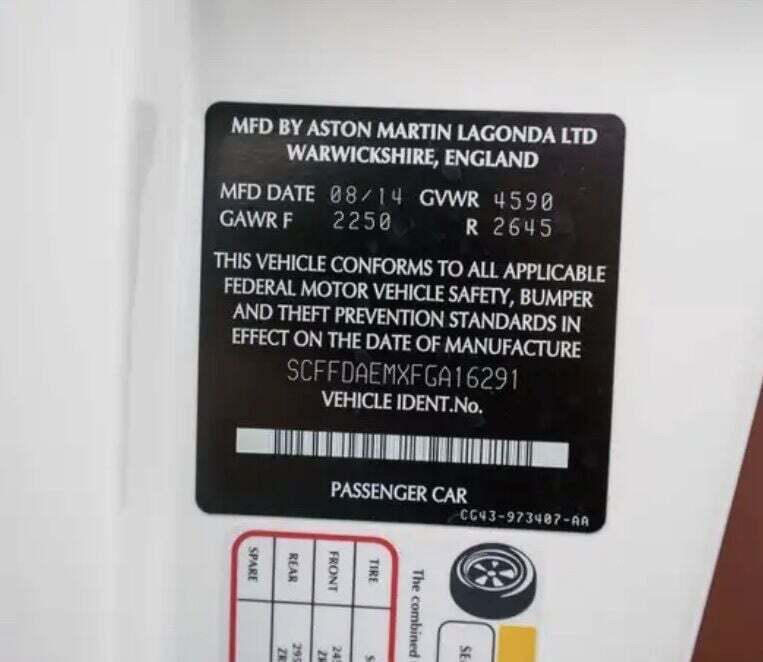 MFD BY ASTON MARTIN LAGONDA LTD
WARWICKSHIRE, ENGLAND
MFD DATE 08/14 GVWR 4590
GAWR F 2250 R 2645
THIS VEHICLE CONFORMS TO ALL APPLICABLE
FEDERAL MOTOR VEHICLE SAFETY, BUMPER
AND THEFT PREVENTION STANDARDS IN
EFFECT ON THE DATE OF MANUFACTURE
SCFFDAEMXFGA16291
VEHICLE IDENT.No.
PASSENGER CAR
CG43-973407-AA
The combined
TIRE
FRONT
REAR
SPARE